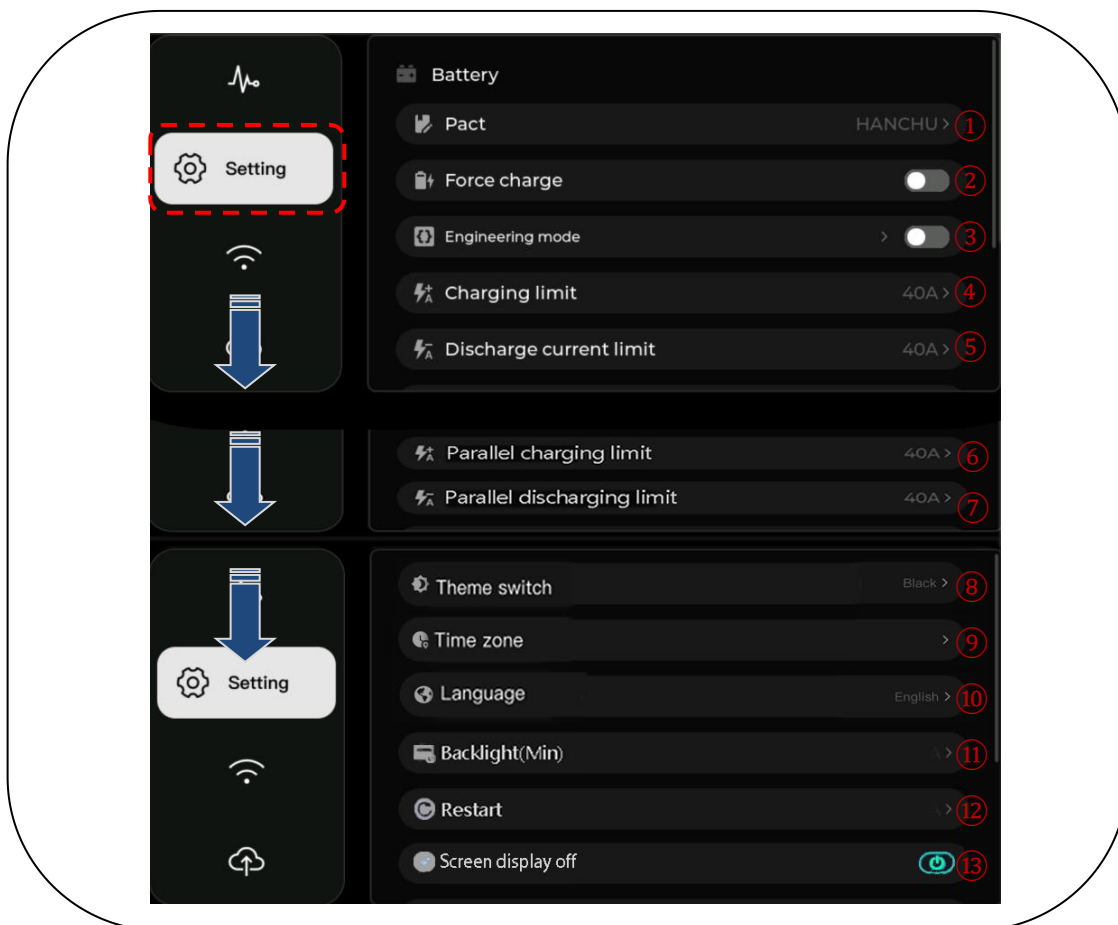 Battery
Pact HANCHU > ①
Setting
Force charge ②
Engineering mode > ③
Charging limit 40A > ④
Discharge current limit 40A > ⑤
Parallel charging limit 40A > ⑥
Parallel discharging limit 40A > ⑦
Theme switch Black > ⑧
Time zone > ⑨
Setting
Language English > ⑩
Backlight(Min) > ⑪
Restart > ⑫
Screen display off ⑬